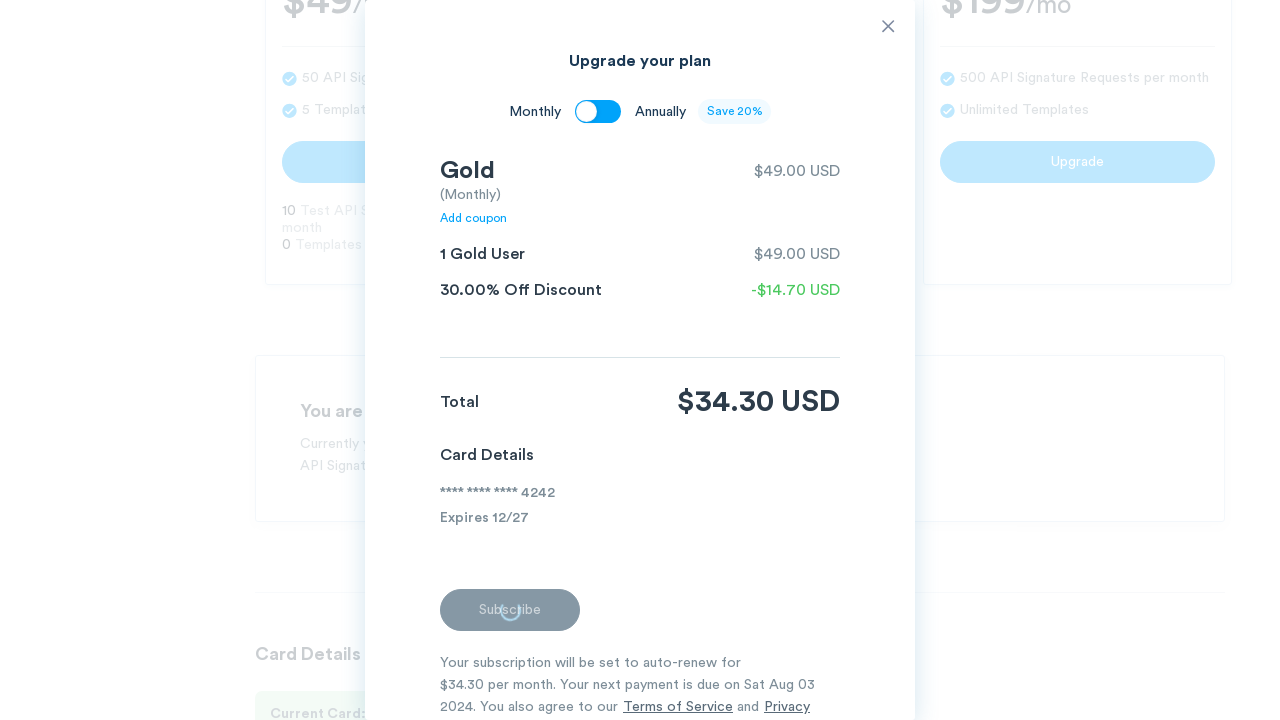 $49/
$199/mo
Upgrade your plan
Monthly
Annually
Save 20%
50 API Sig
5 Templat
500 API Signature Requests per month
Unlimited Templates
Upgrade
Gold
$49.00 USD
(Monthly)
Add coupon
10 Test API S
month
0 Templates
1 Gold User
$49.00 USD
30.00% Off Discount
-$14.70 USD
Total
$34.30 USD
You are
Currently
API Signat
Card Details
**** **** **** 4242
Expires 12/27
Subscribe
Card Details
Current Card:
Your subscription will be set to auto-renew for
$34.30 per month. Your next payment is due on Sat Aug 03
2024. You also agree to our Terms of Service and Privacy